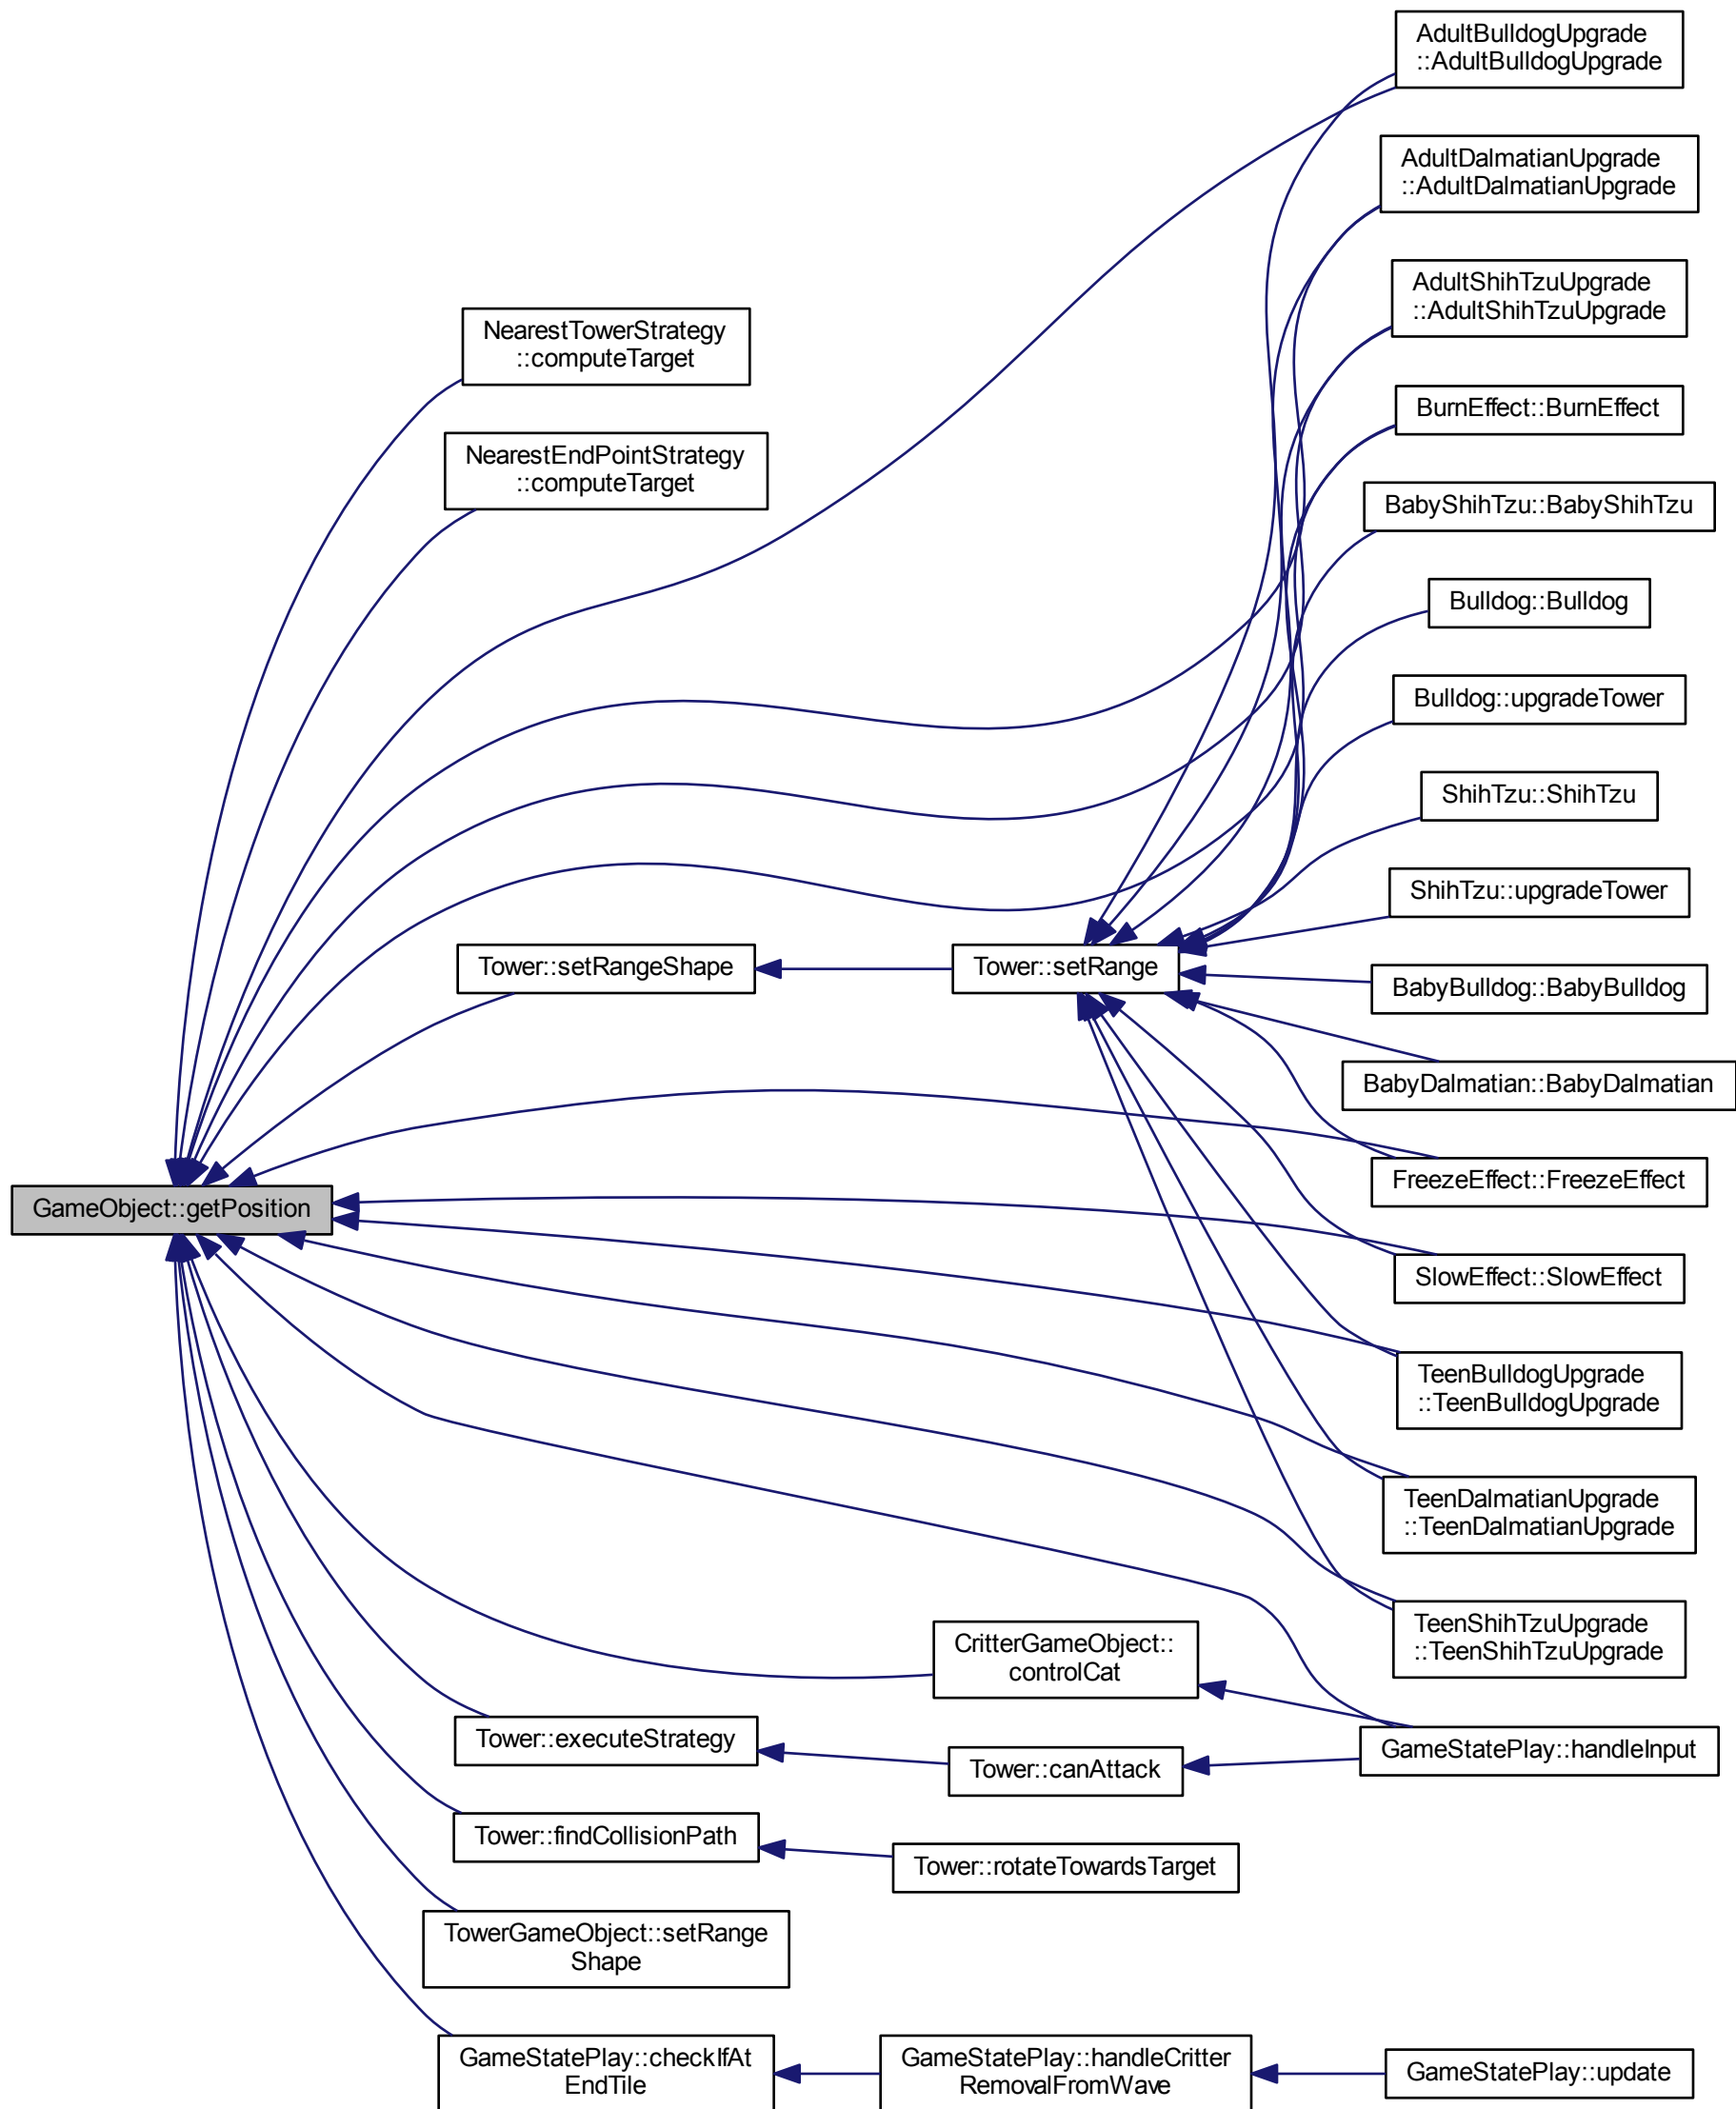 AdultBulldogUpgrade
::AdultBulldogUpgrade
AdultDalmatianUpgrade
::AdultDalmatianUpgrade
AdultShihTzuUpgrade
::AdultShihTzuUpgrade
NearestTowerStrategy
::computeTarget
BurnEffect::BurnEffect
NearestEndPointStrategy
::computeTarget
BabyShihTzu::BabyShihTzu
Bulldog::Bulldog
Bulldog::upgradeTower
ShihTzu::ShihTzu
ShihTzu::upgradeTower
Tower::setRangeShape
Tower::setRange
BabyBulldog::BabyBulldog
BabyDalmatian::BabyDalmatian
FreezeEffect::FreezeEffect
GameObject::getPosition
SlowEffect::SlowEffect
TeenBulldogUpgrade
::TeenBulldogUpgrade
TeenDalmatianUpgrade
::TeenDalmatianUpgrade
TeenShihTzuUpgrade
::TeenShihTzuUpgrade
CritterGameObject::
controlCat
Tower::executeStrategy
GameStatePlay::handleInput
Tower::canAttack
Tower::findCollisionPath
Tower::rotateTowardsTarget
TowerGameObject::setRange
Shape
GameStatePlay::checkIfAt
EndTile
GameStatePlay::handleCritter
RemovalFromWave
GameStatePlay::update